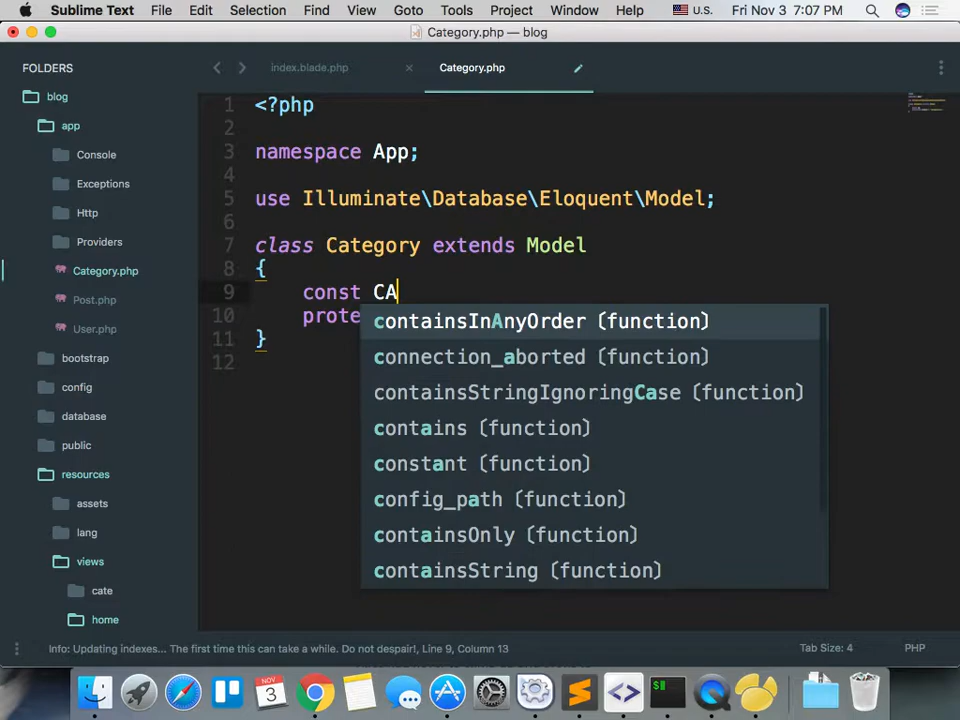 Sublime Text File Edit Selection Find View Goto Tools Project Window Help U.S. Fri Nov 3 7:07 PM
Category.php — blog
FOLDERS
index.blade.php
Category.php
blog
app
Console
Exceptions
Http
Providers
Category.php
Post.php
User.php
bootstrap
config
database
public
resources
assets
lang
views
cate
home
1 <?php
2
3 namespace App;
4
5 use Illuminate\Database\Eloquent\Model;
6
7 class Category extends Model
8 {
9 const CA
10 prote
11 }
12
containsInAnyOrder (function)
connection_aborted (function)
containsStringIgnoringCase (function)
contains (function)
constant (function)
config_path (function)
containsOnly (function)
containsString (function)
Info: Updating indexes... The first time this can take a while. Do not despair!, Line 9, Column 13
Tab Size: 4
PHP
NOV
3